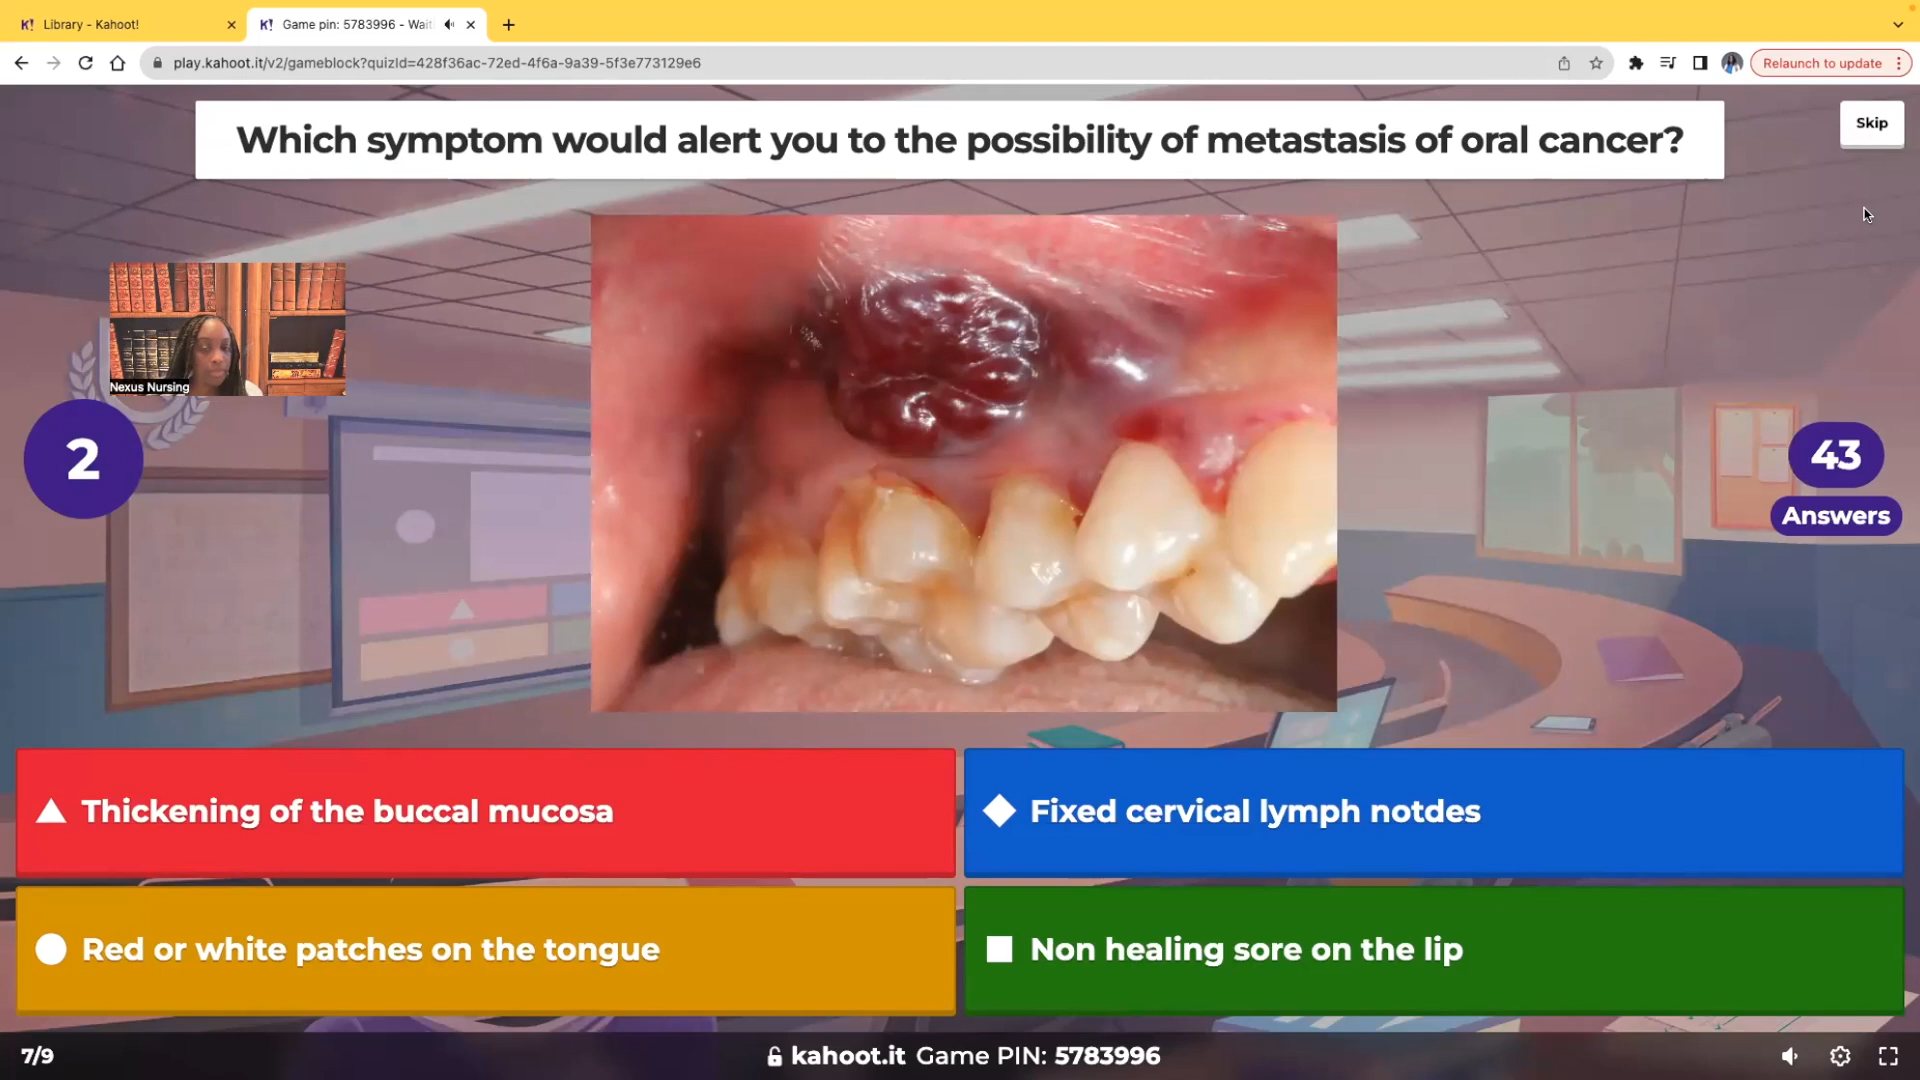 Library - Kahoot!
Game pin: 5783996 - Wait
play.kahoot.it/v2/gameblock?quizId=428f36ac-72ed-4f6a-9a39-5f3e773129e6
Relaunch to update
Which symptom would alert you to the possibility of metastasis of oral cancer?
Skip
Nexus Nursing
2
43
Answers
Thickening of the buccal mucosa
Fixed cervical lymph notdes
Red or white patches on the tongue
Non healing sore on the lip
7/9
kahoot.it Game PIN: 5783996